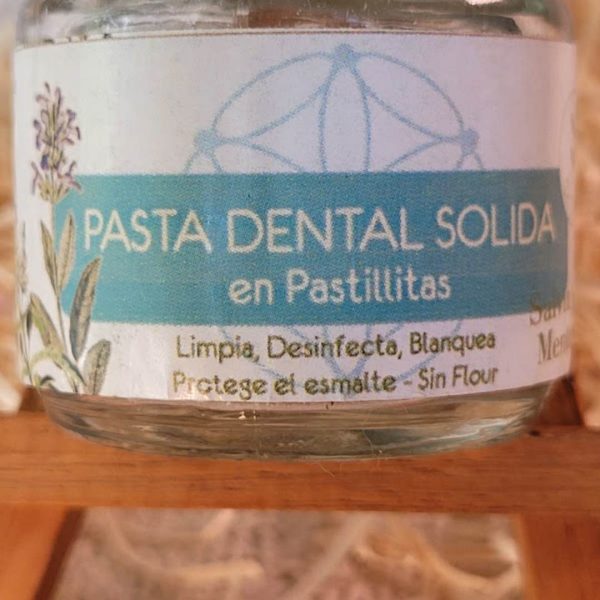 PASTA DENTAL SOLIDA
en Pastillitas
Limpia, Desinfecta, Blanquea
Protege el esmalte - Sin Flour